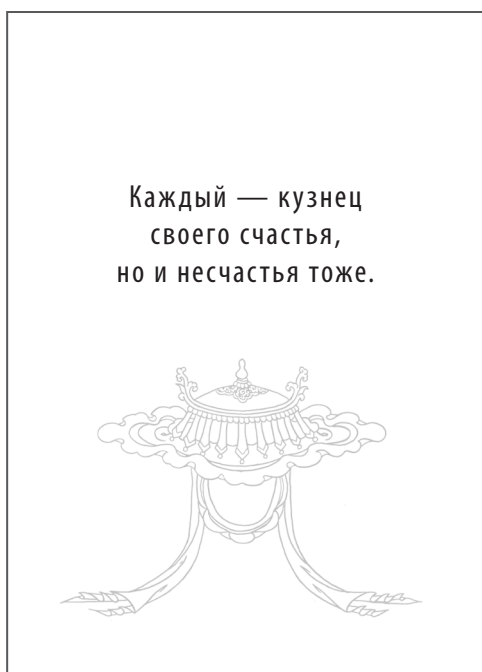 Каждый — кузнец
своего счастья,
но и несчастья тоже.